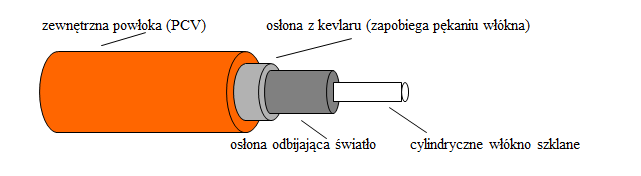 zewnętrzna powłoka (PCV)
osłona z kevlaru (zapobiega pękaniu włókna)
osłona odbijająca światło
cylindryczne włókno szklane